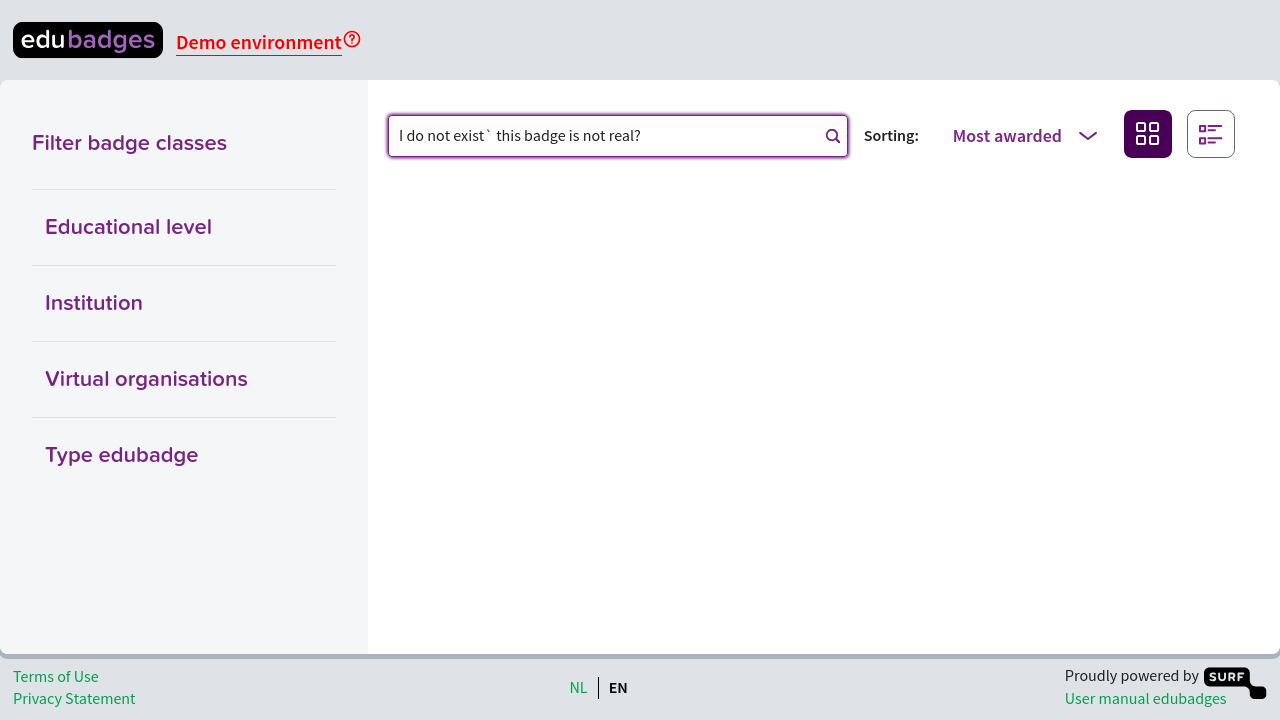 edubadges
Demo environment
Filter badge classes
I do not exist` this badge is not real?
Sorting:
Most awarded
Educational level
Institution
Virtual organisations
Type edubadge
Terms of Use
Privacy Statement
NL
EN
Proudly powered by SURF
User manual edubadges